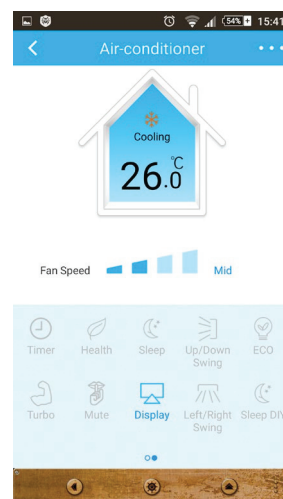 54% 15:41
Air-conditioner
Cooling
26.0 °C
Fan Speed Mid
Timer Health Sleep Up/Down Swing ECO
Turbo Mute Display Left/Right Swing Sleep DIY